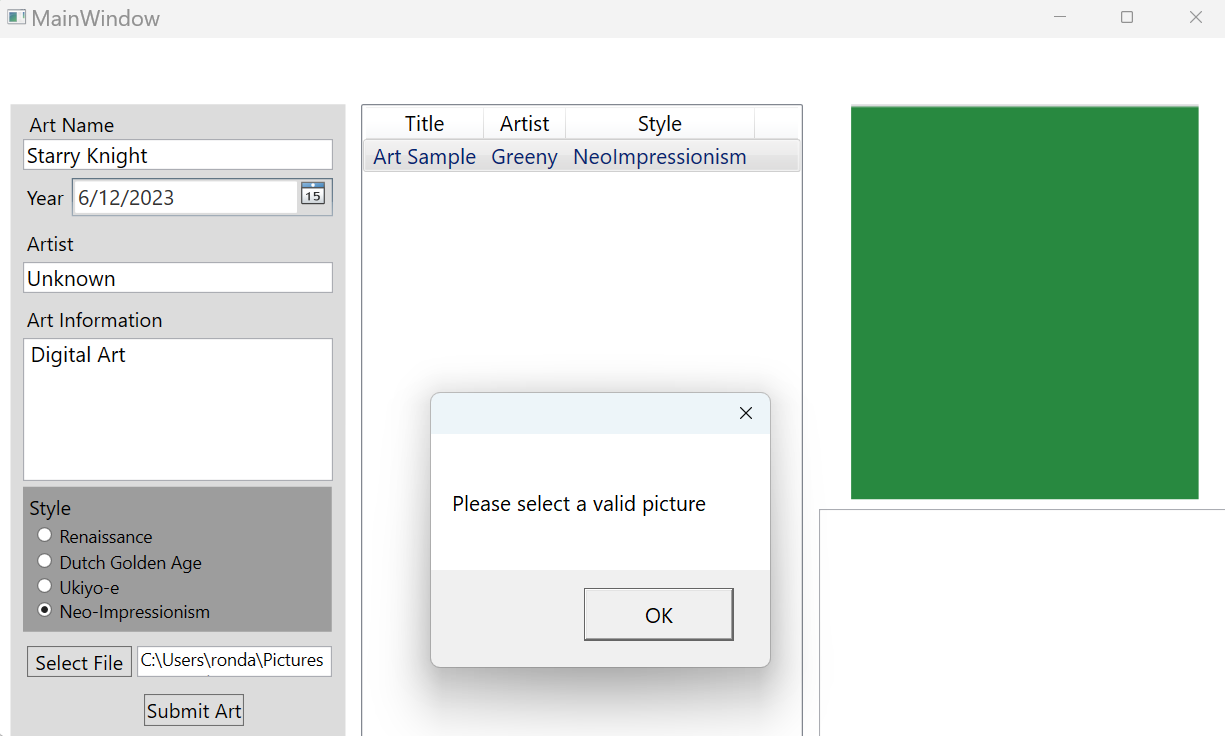 MainWindow
Art Name
Starry Knight
Year 6/12/2023 15
Artist
Unknown
Art Information
Digital Art
Style
Renaissance
Dutch Golden Age
Ukiyo-e
Neo-Impressionism
Select File C:\Users\ronda\Pictures
Submit Art
Title Artist Style
Art Sample Greeny NeoImpressionism
Please select a valid picture
OK